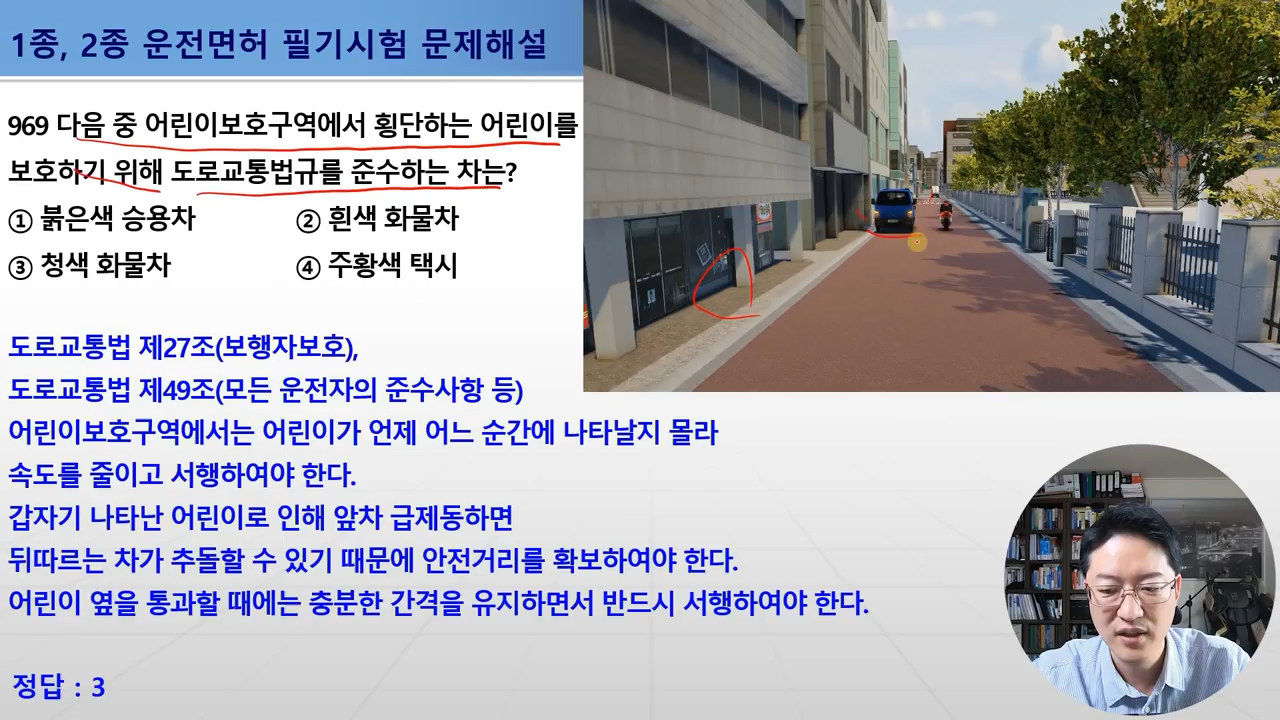 1종, 2종 운전면허 필기시험 문제해설
969 다음 중 어린이보호구역에서 횡단하는 어린이를
보호하기 위해 도로교통법규를 준수하는 차는?
① 붉은색 승용차 ② 흰색 화물차
③ 청색 화물차 ④ 주황색 택시
도로교통법 제27조(보행자보호),
도로교통법 제49조(모든 운전자의 준수사항 등)
어린이보호구역에서는 어린이가 언제 어느 순간에 나타날지 몰라
속도를 줄이고 서행하여야 한다.
갑자기 나타난 어린이로 인해 앞차 급제동하면
뒤따르는 차가 추돌할 수 있기 때문에 안전거리를 확보하여야 한다.
어린이 옆을 통과할 때에는 충분한 간격을 유지하면서 반드시 서행하여야 한다.
정답 : 3